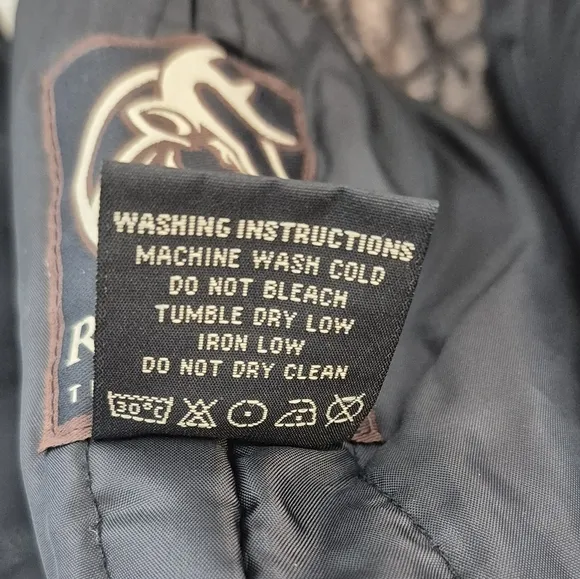 WASHING INSTRUCTIONS
MACHINE WASH COLD
DO NOT BLEACH
TUMBLE DRY LOW
IRON LOW
DO NOT DRY CLEAN
30°C